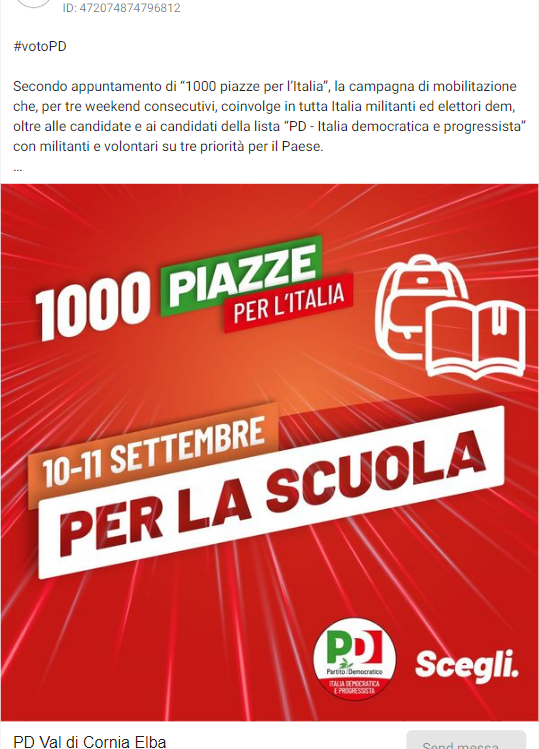 ID: 472074874796812
#votoPD
Secondo appuntamento di “1000 piazze per l’Italia”, la campagna di mobilitazione
che, per tre weekend consecutivi, coinvolge in tutta Italia militanti ed elettori dem,
oltre alle candidate e ai candidati della lista “PD - Italia democratica e progressista”
con militanti e volontari su tre priorità per il Paese.
...
1000 PIAZZE
PER L’ITALIA
10-11 SETTEMBRE
PER LA SCUOLA
PD
Partito Democratico
ITALIA DEMOCRATICA
E PROGRESSISTA
Scegli.
PD Val di Cornia Elba
Send messa